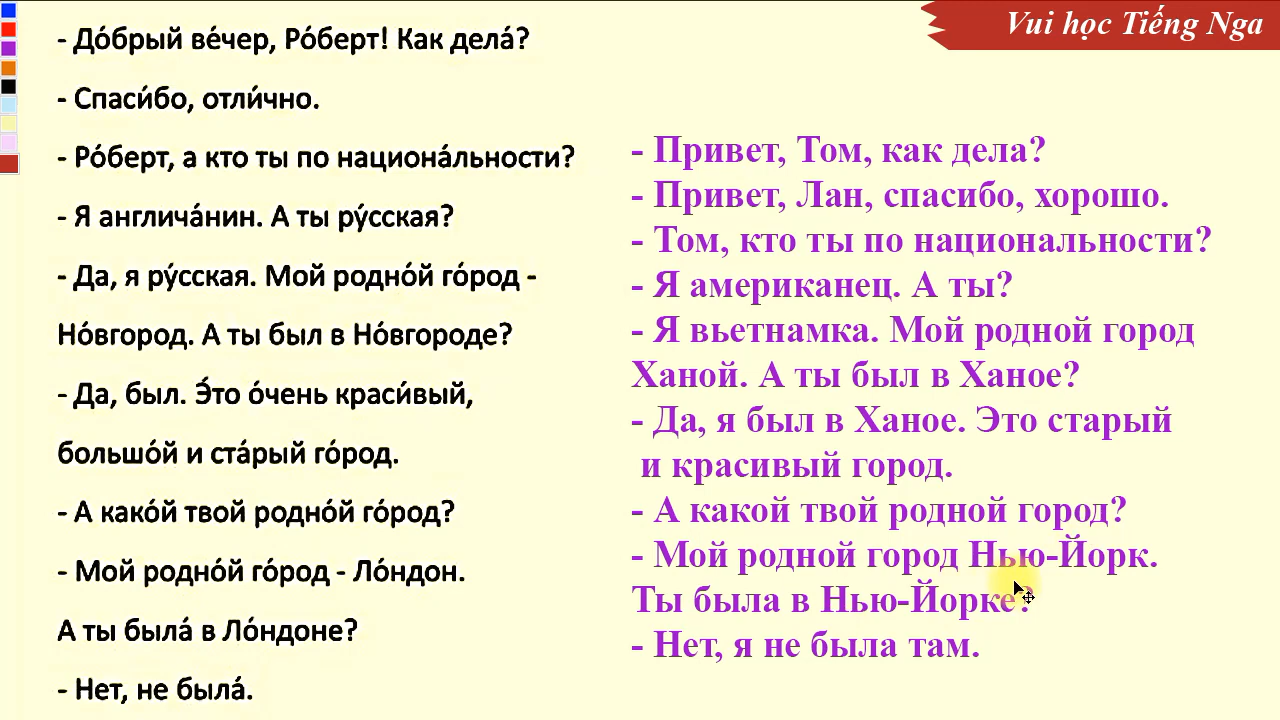 Vui học Tiếng Nga
- До́брый ве́чер, Ро́берт! Как дела́?
- Спаси́бо, отли́чно.
- Ро́берт, а кто ты по национа́льности?
- Я англича́нин. А ты ру́сская?
- Да, я ру́сская. Мой родно́й го́род -
Но́вгород. А ты был в Но́вгороде?
- Да, был. Э́то о́чень краси́вый,
большо́й и ста́рый го́род.
- А како́й твой родно́й го́род?
- Мой родно́й го́род - Ло́ндон.
А ты была́ в Ло́ндоне?
- Нет, не была́.
- Привет, Том, как дела?
- Привет, Лан, спасибо, хорошо.
- Том, кто ты по национальности?
- Я американец. А ты?
- Я вьетнамка. Мой родной город
Ханой. А ты был в Ханое?
- Да, я был в Ханое. Это старый
и красивый город.
- А какой твой родной город?
- Мой родной город Нью-Йорк.
Ты была в Нью-Йорке?
- Нет, я не была там.